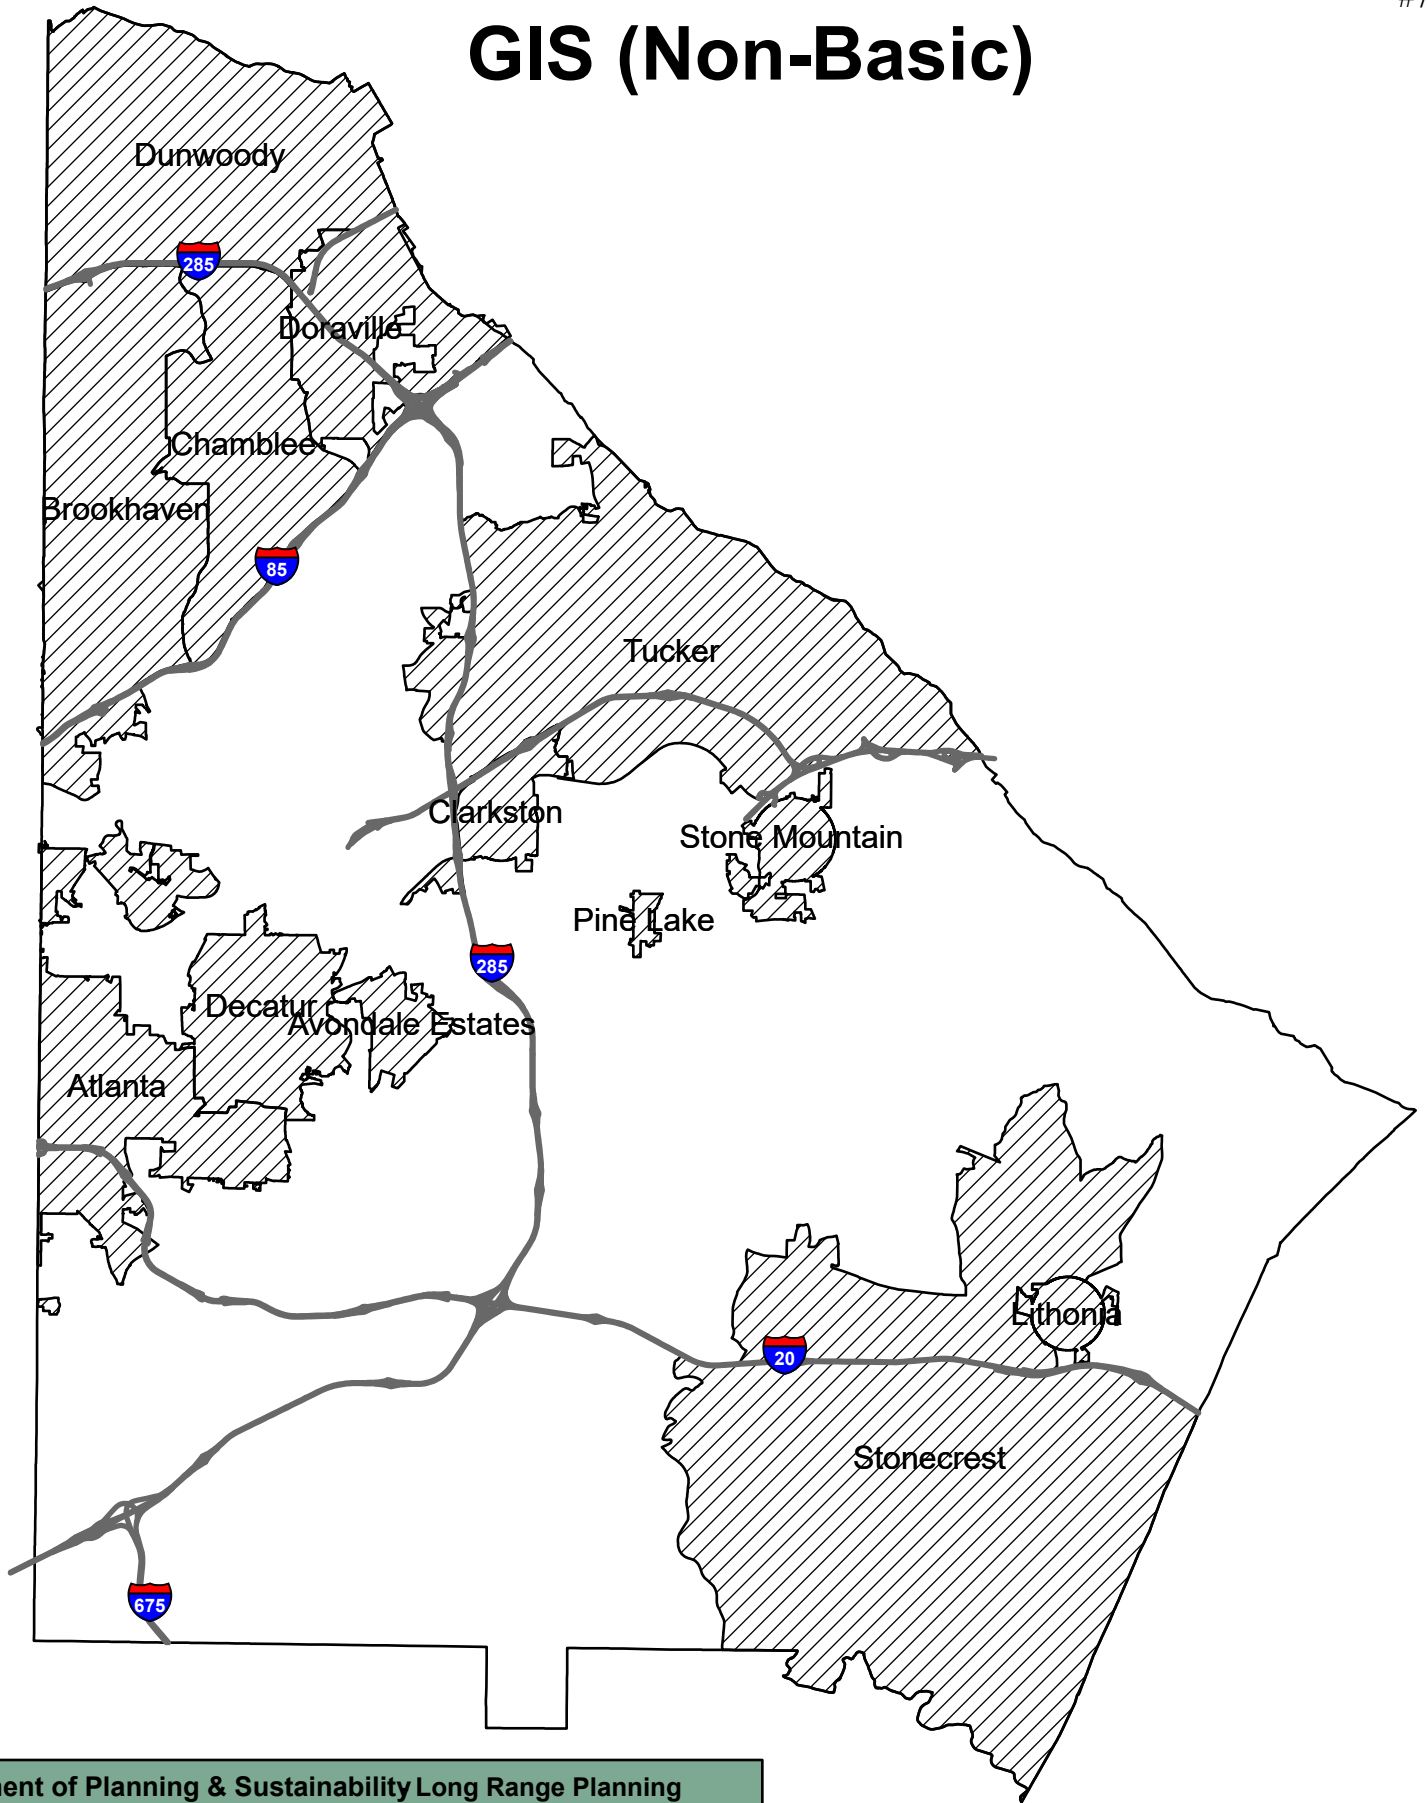 GIS (Non-Basic)
Dunwoody
285
Doraville
Chamblee
Brookhaven
85
Tucker
Clarkston
Stone Mountain
Pine Lake
285
Decatur
Avondale Estates
Atlanta
Lithonia
20
Stonecrest
675
of Planning & Sustainability Long Range Planning